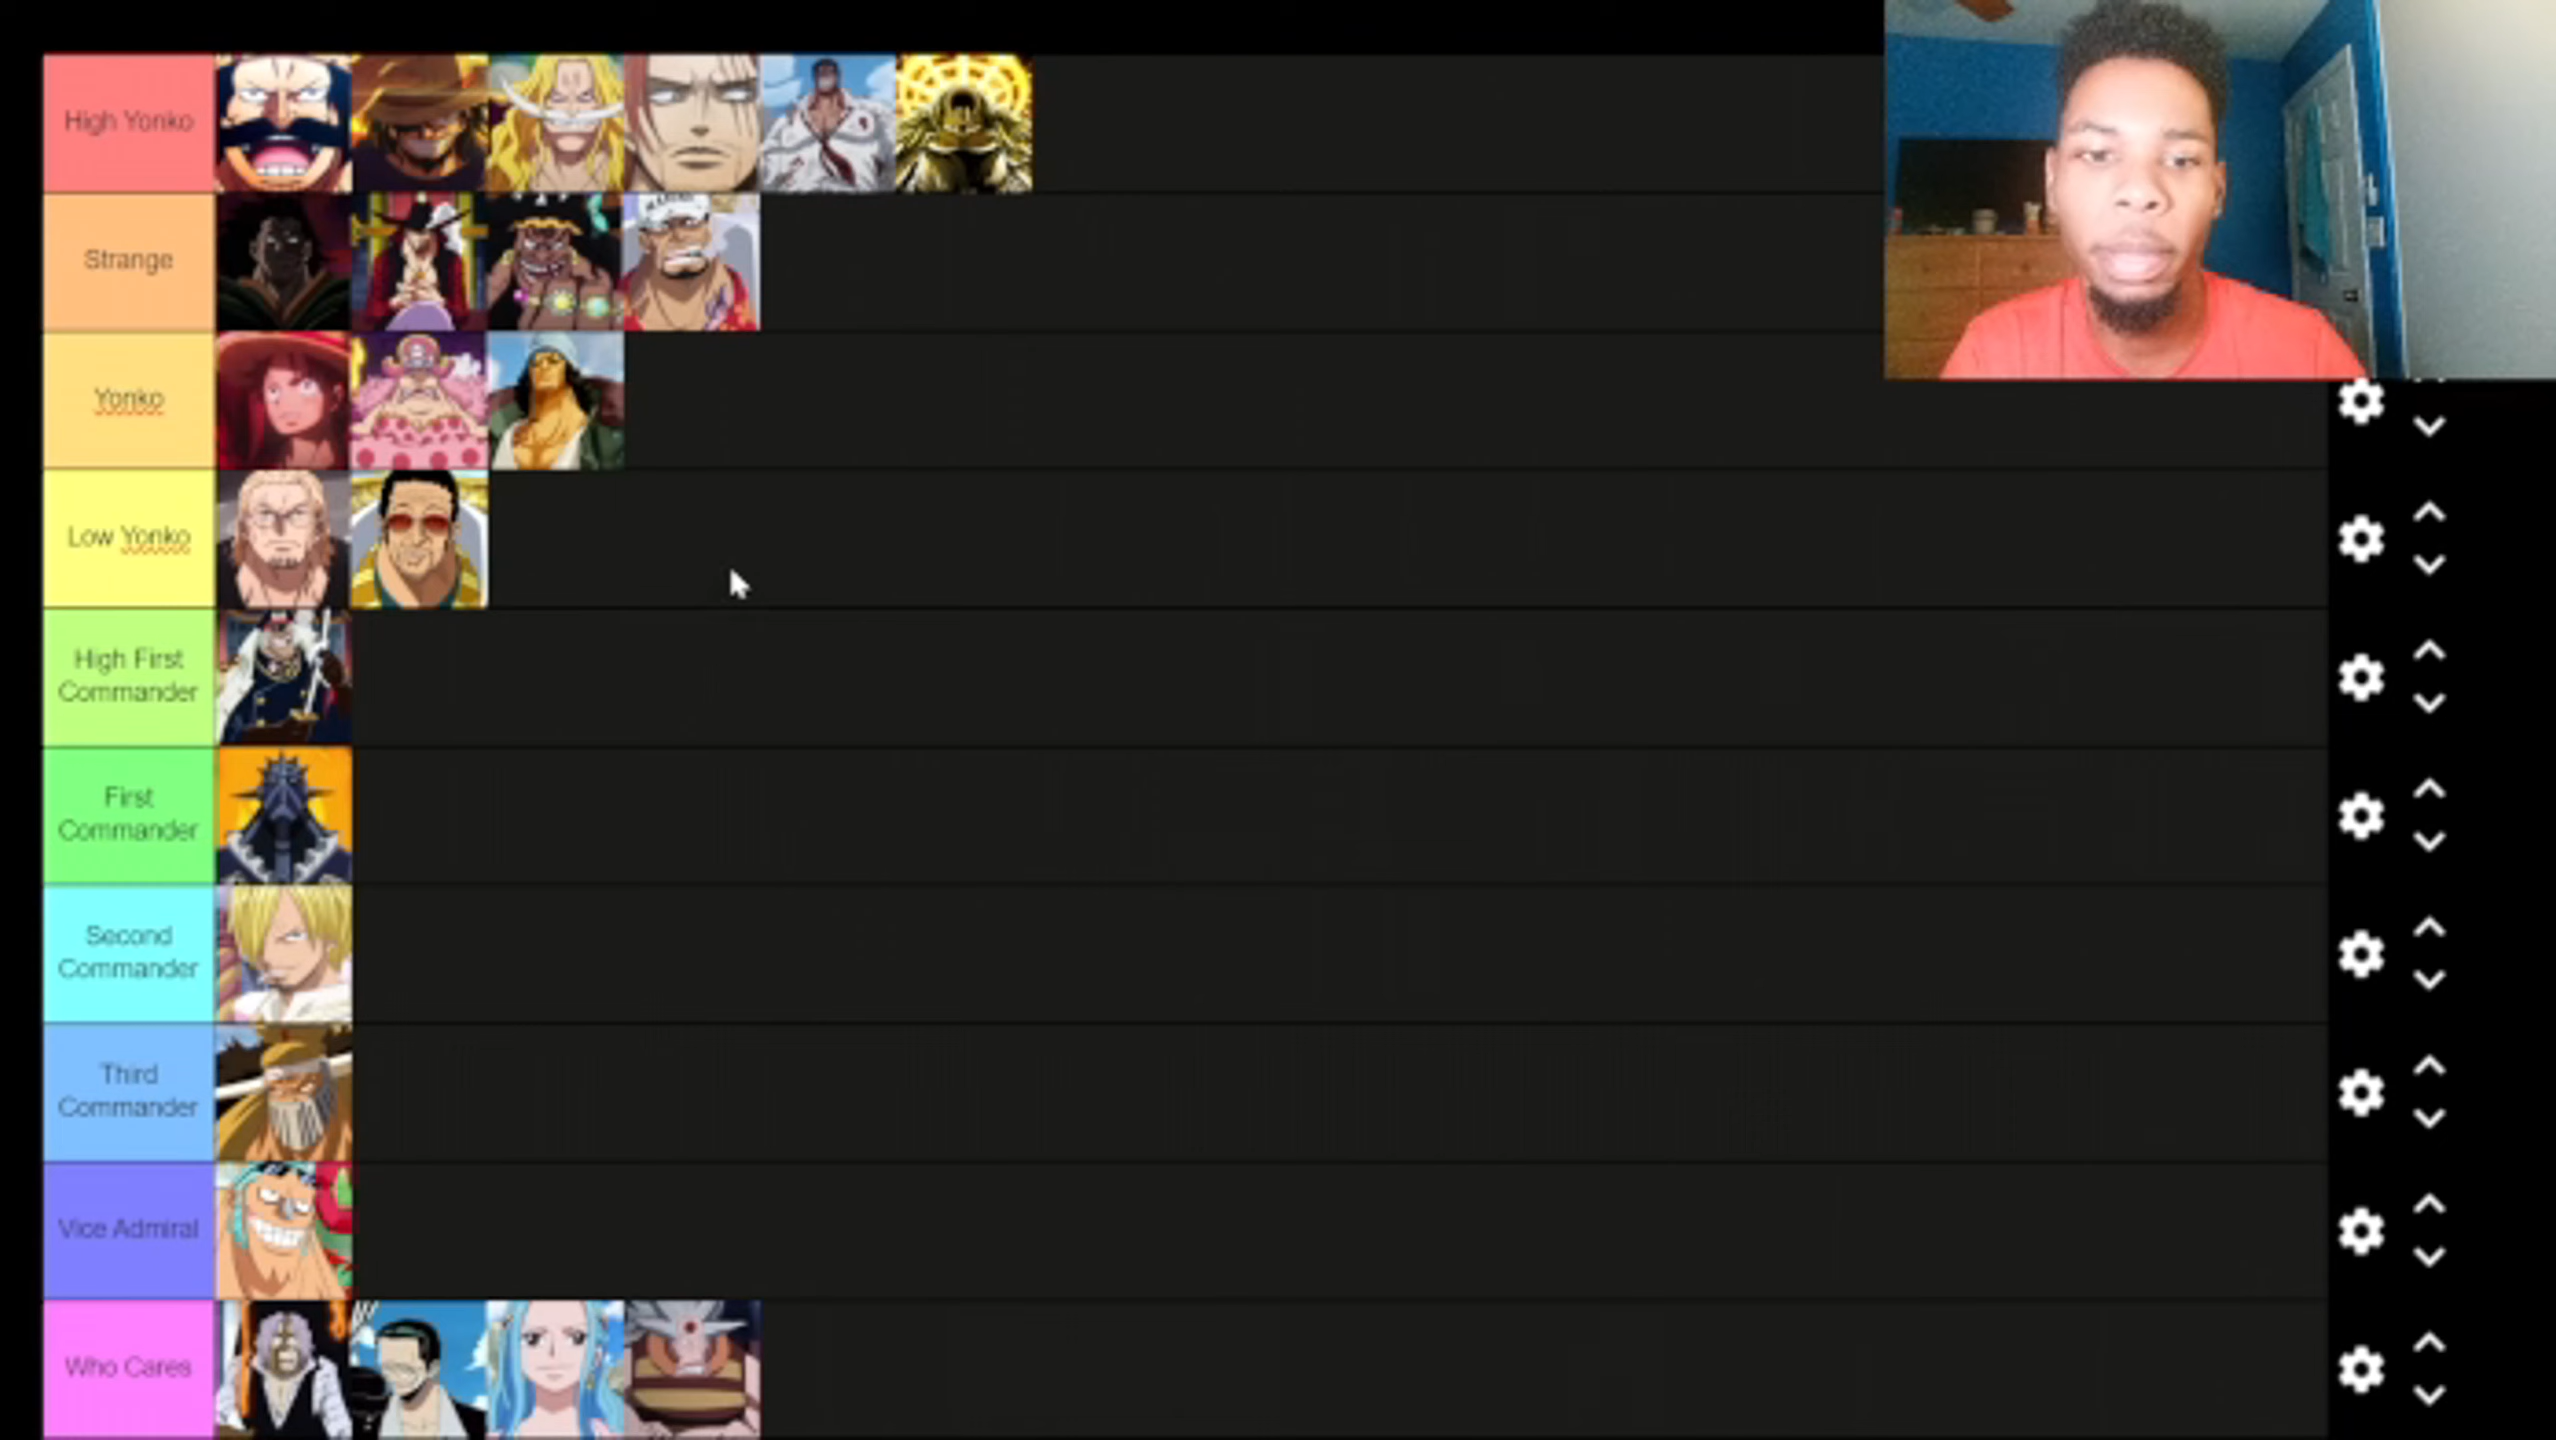 High Yonko
Strange
Yonko
Low Yonko
High First
Commander
First
Commander
Second
Commander
Third
Commander
Vice Admiral
Who Cares